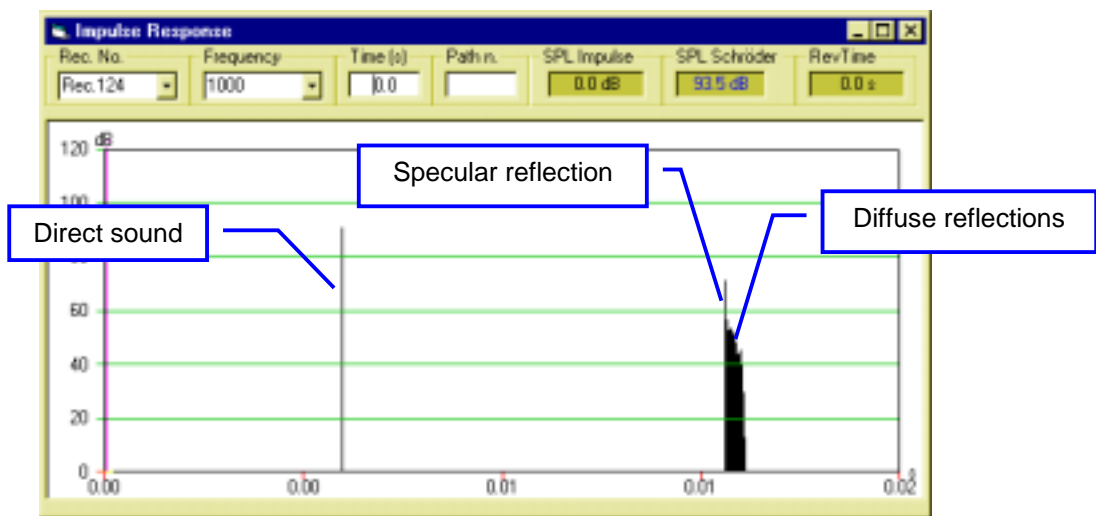 Impulse Response
Rec. No. Frequency Time (s) Path n. SPL Impulse SPL Schröder RevTime
Rec.124 1000 0.0 0.0 dB 93.5 dB 0.0 s
dB
120
Specular reflection
100
Diffuse reflections
Direct sound
60
40
20
0
0.00 0.00 0.01 0.01 0.02
s